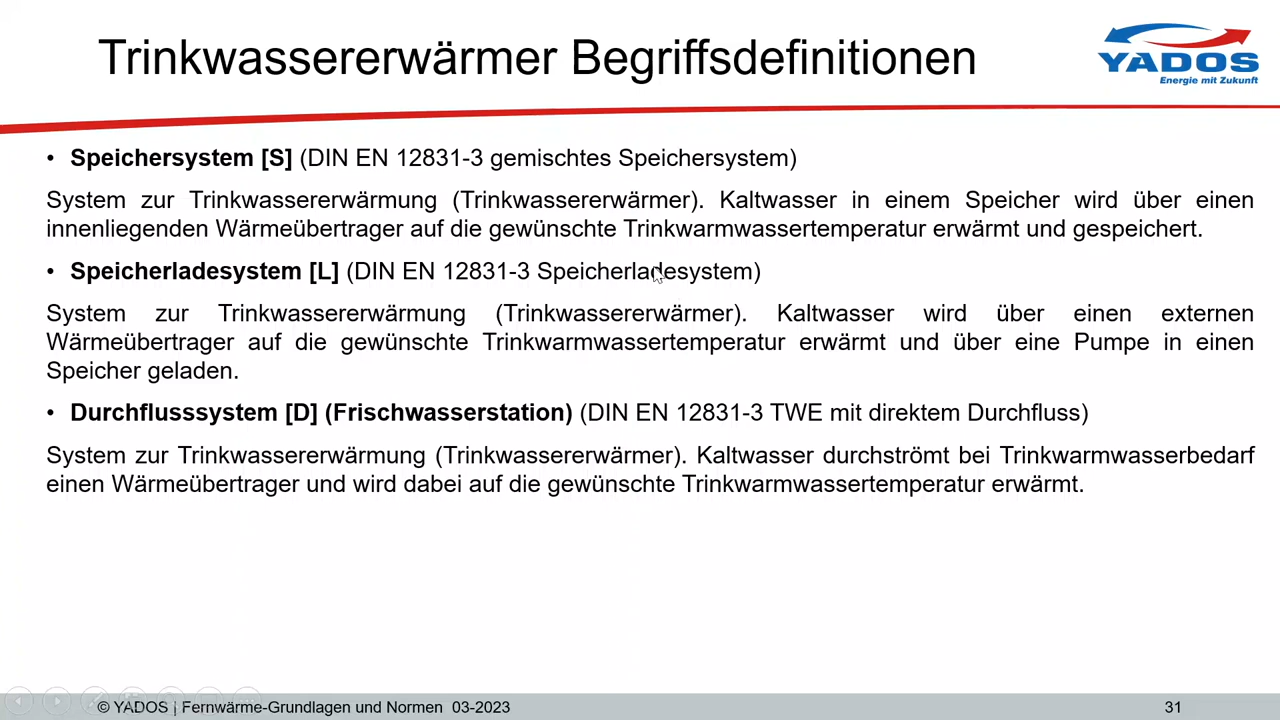 Trinkwassererwärmer Begriffsdefinitionen
YADOS
Energie mit Zukunft
• Speichersystem [S] (DIN EN 12831-3 gemischtes Speichersystem)
System zur Trinkwassererwärmung (Trinkwassererwärmer). Kaltwasser in einem Speicher wird über einen
innenliegenden Wärmeübertrager auf die gewünschte Trinkwarmwassertemperatur erwärmt und gespeichert.
• Speicherladesystem [L] (DIN EN 12831-3 Speicherladesystem)
System zur Trinkwassererwärmung (Trinkwassererwärmer). Kaltwasser wird über einen externen
Wärmeübertrager auf die gewünschte Trinkwarmwassertemperatur erwärmt und über eine Pumpe in einen
Speicher geladen.
• Durchflusssystem [D] (Frischwasserstation) (DIN EN 12831-3 TWE mit direktem Durchfluss)
System zur Trinkwassererwärmung (Trinkwassererwärmer). Kaltwasser durchströmt bei Trinkwarmwasserbedarf
einen Wärmeübertrager und wird dabei auf die gewünschte Trinkwarmwassertemperatur erwärmt.
© YADOS | Fernwärme-Grundlagen und Normen 03-2023
31